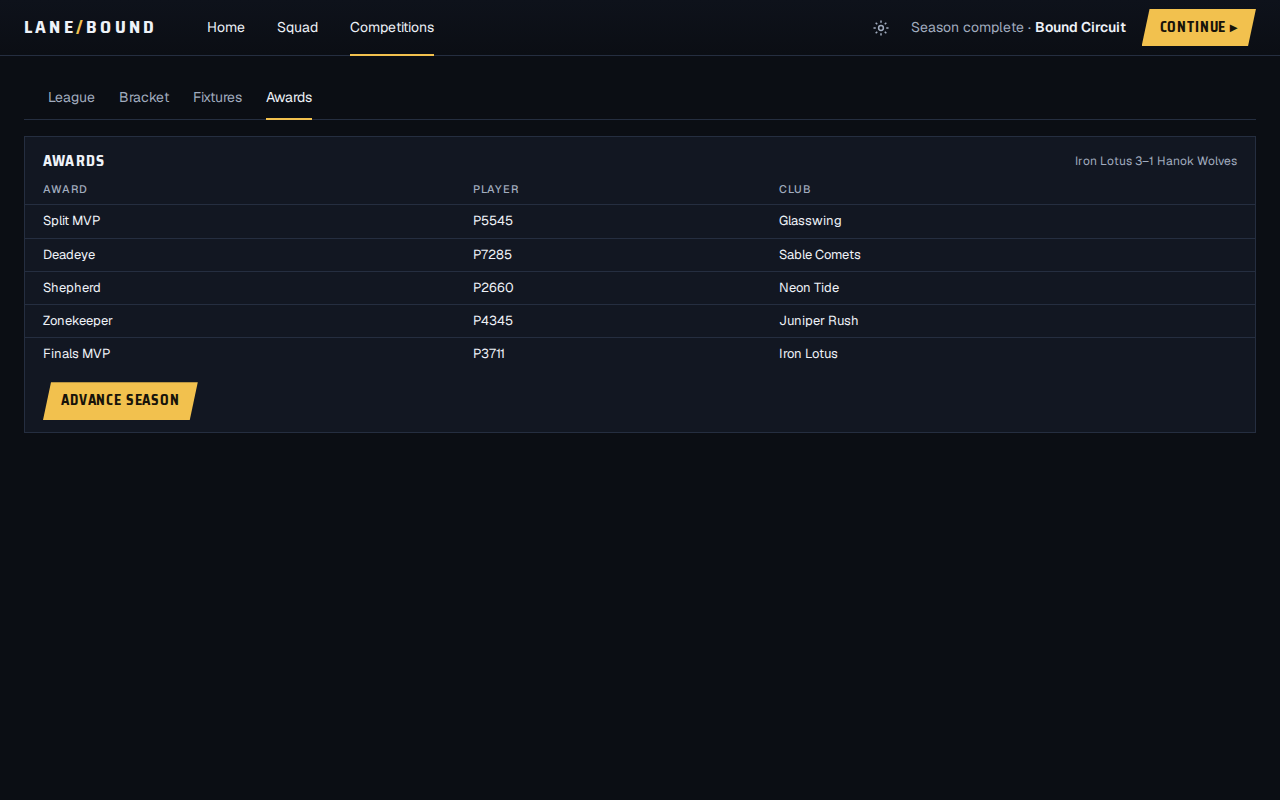 LANE/BOUND Home Squad Competitions Season complete · Bound Circuit CONTINUE ▸
League Bracket Fixtures Awards
AWARDS Iron Lotus 3–1 Hanok Wolves
AWARD PLAYER CLUB
Split MVP P5545 Glasswing
Deadeye P7285 Sable Comets
Shepherd P2660 Neon Tide
Zonekeeper P4345 Juniper Rush
Finals MVP P3711 Iron Lotus
ADVANCE SEASON